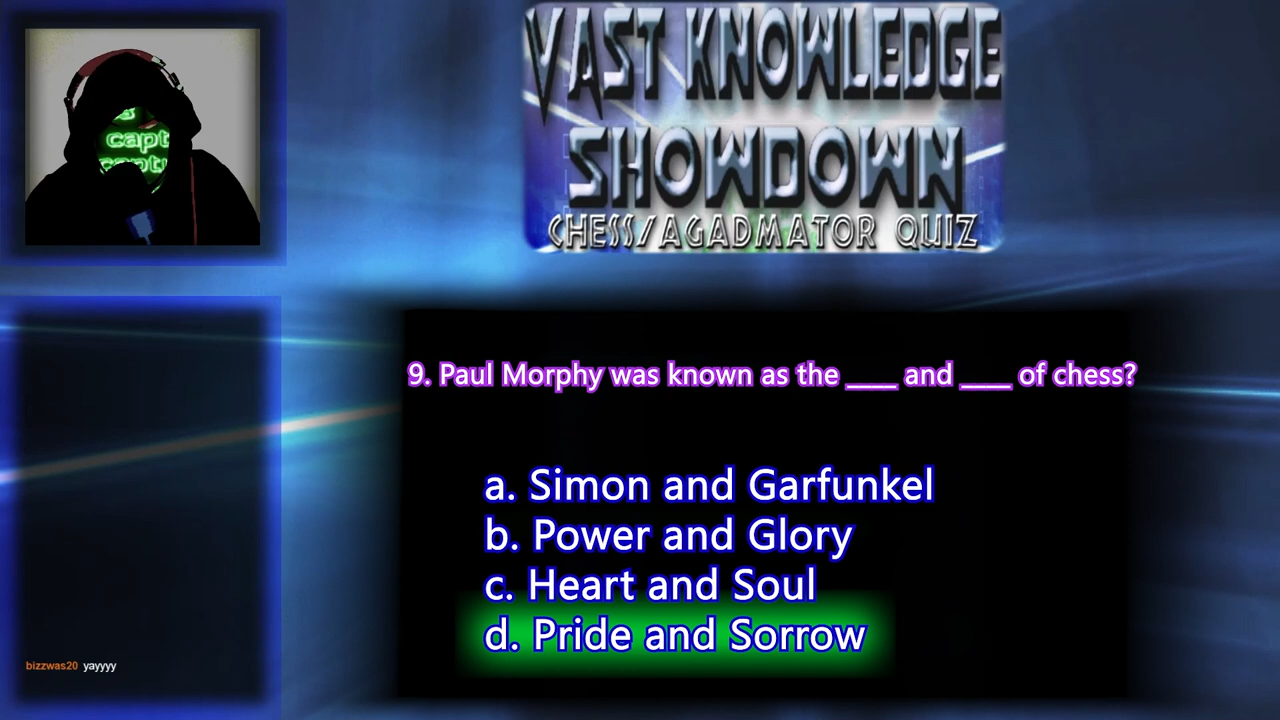 VAST KNOWLEDGE
SHOWDOWN
CHESS/AGADMATOR QUIZ
capt
9. Paul Morphy was known as the ____ and ____ of chess?
a. Simon and Garfunkel
b. Power and Glory
c. Heart and Soul
d. Pride and Sorrow
bizzwas20 yayyyy